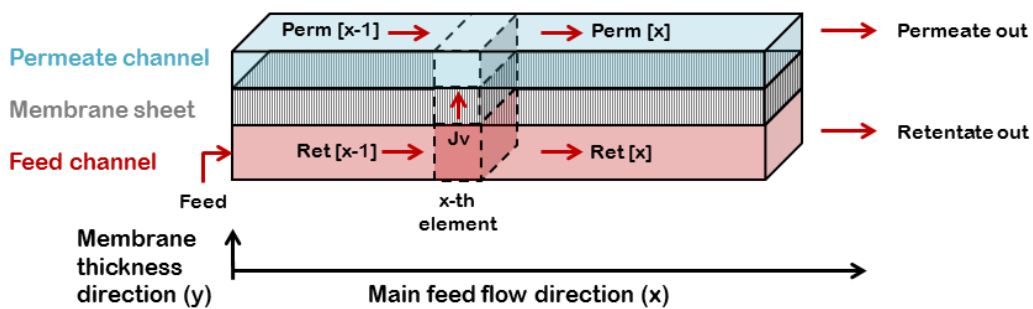 Perm [x-1]
Perm [x]
Permeate out
Permeate channel
Membrane sheet
Feed channel
Jv
Ret [x-1]
Ret [x]
Retentate out
Feed
x-th
element
Membrane
thickness
direction (y)
Main feed flow direction (x)